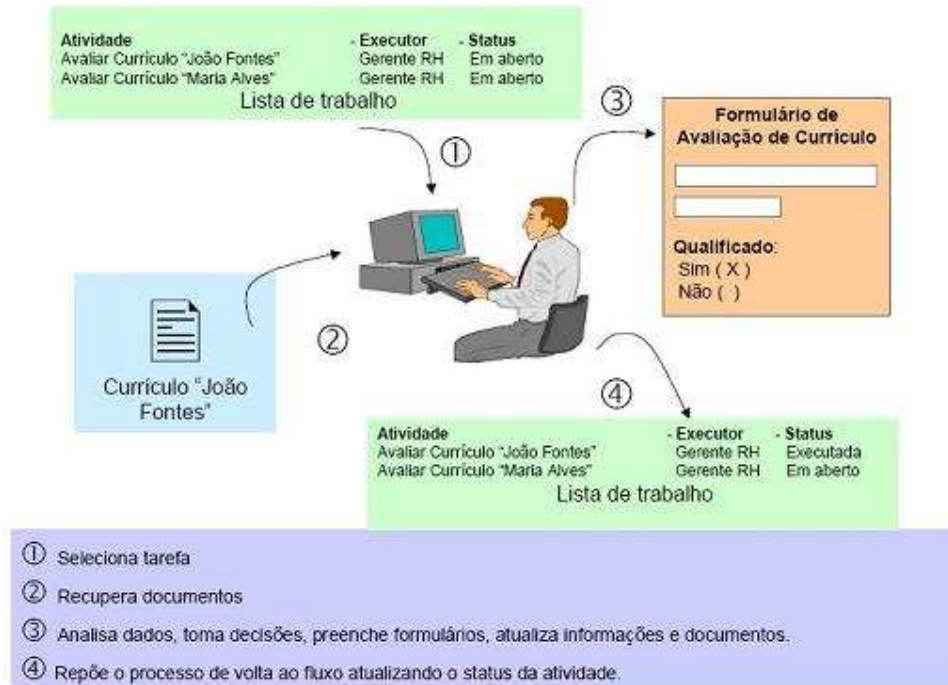 Atividade - Executor - Status
Avaliar Currículo "João Fontes" Gerente RH Em aberto
Avaliar Currículo "Maria Alves" Gerente RH Em aberto
Lista de trabalho
①
③
Formulário de
Avaliação de Currículo
Qualificado:
Sim ( X )
Não ( )
②
Currículo "João
Fontes"
④
Atividade - Executor - Status
Avaliar Currículo "João Fontes" Gerente RH Executada
Avaliar Currículo "Maria Alves" Gerente RH Em aberto
Lista de trabalho
① Seleciona tarefa
② Recupera documentos
③ Analisa dados, toma decisões, preenche formulários, atualiza informações e documentos.
④ Repõe o processo de volta ao fluxo atualizando o status da atividade.